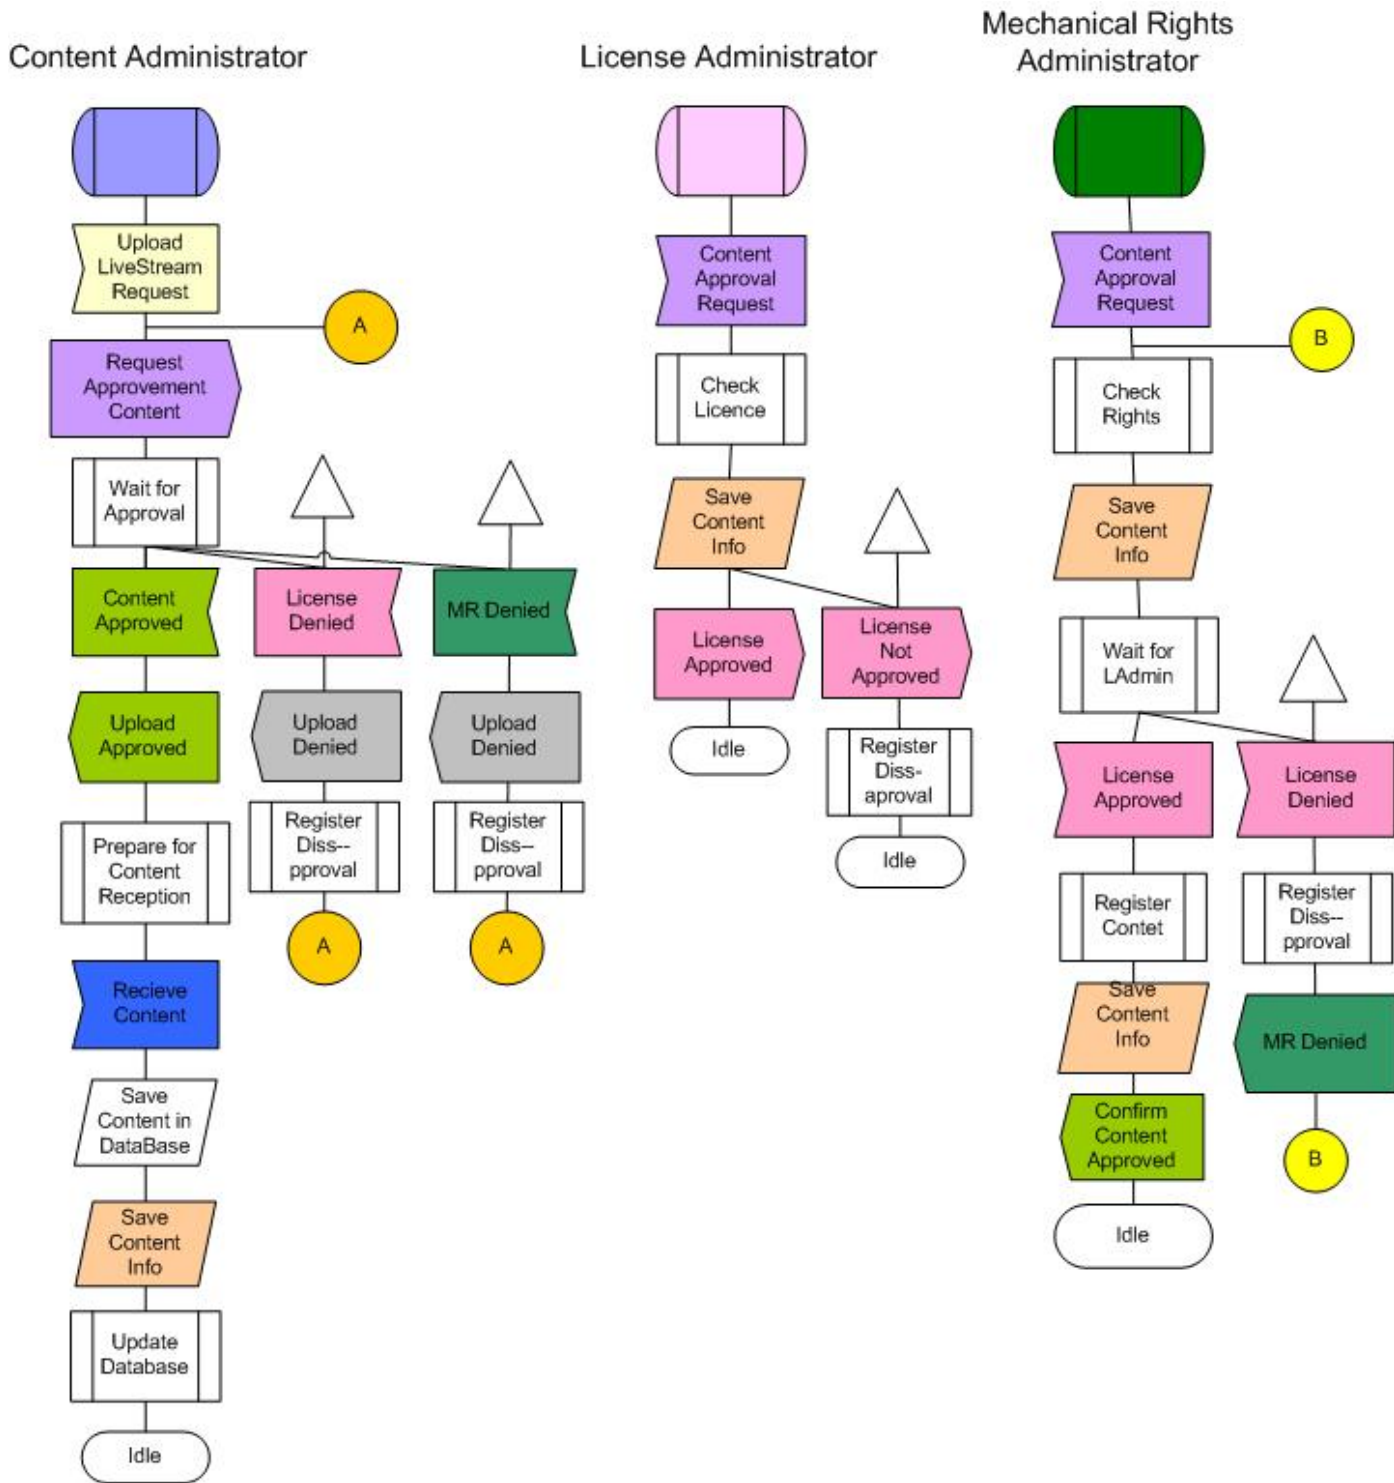 Content Administrator
Upload
LiveStream
Request
A
Request
Approvement
Content
Wait for
Approval
Content
Approved
License
Denied
MR Denied
Upload
Approved
Upload
Denied
Upload
Denied
Prepare for
Content
Reception
Register
Diss--
pproval
Register
Diss--
pproval
A
A
Recieve
Content
Save
Content in
DataBase
Save
Content
Info
Update
Database
Idle
License Administrator
Content
Approval
Request
Check
Licence
Save
Content
Info
License
Approved
License
Not
Approved
Idle
Register
Diss-
aproval
Idle
Mechanical Rights
Administrator
Content
Approval
Request
B
Check
Rights
Save
Content
Info
Wait for
LAdmin
License
Approved
License
Denied
Register
Contet
Register
Diss--
pproval
Save
Content
Info
MR Denied
Confirm
Content
Approved
B
Idle